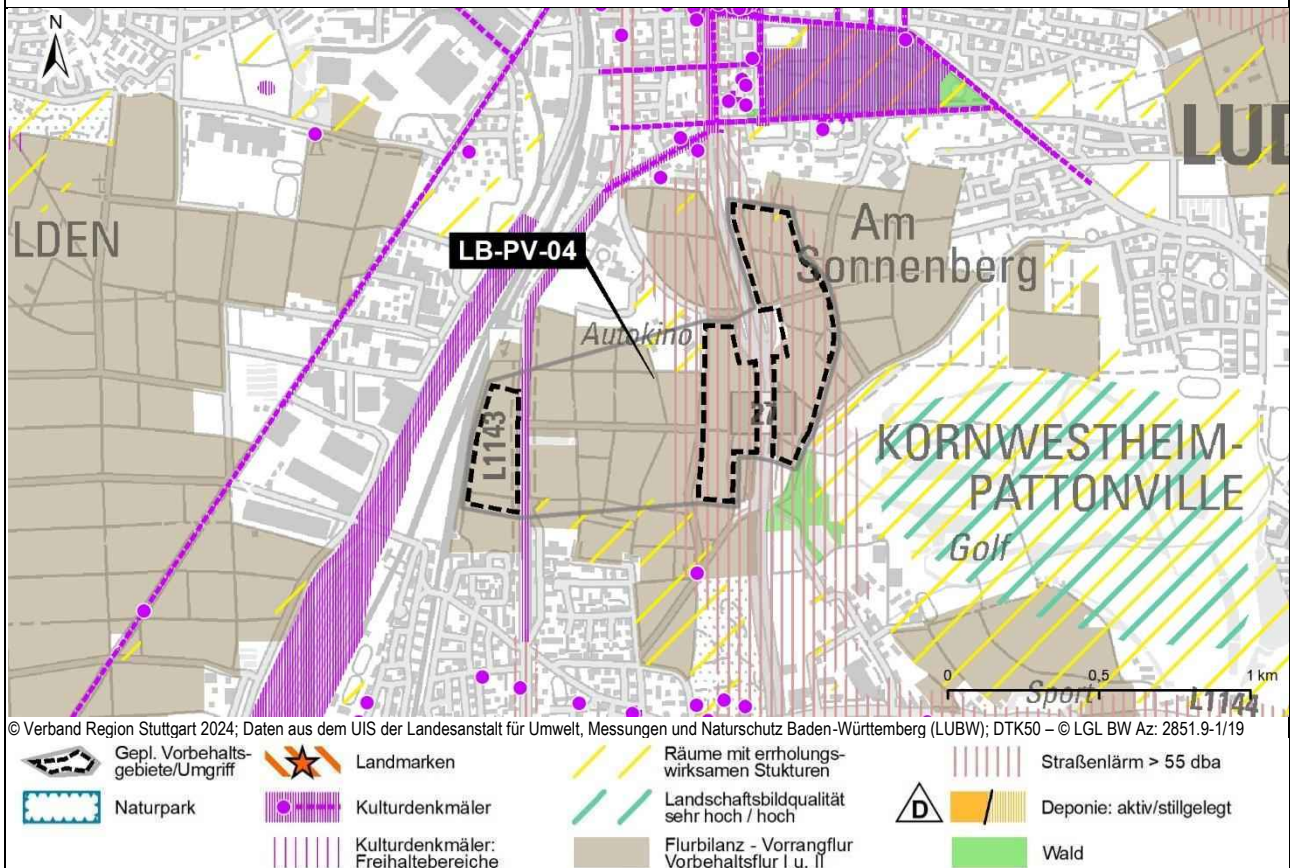 N
LUD
LDEN
Am
Sonnenberg
LB-PV-04
Autokino
27
L1143
KORNWESTHEIM-
PATTONVILLE
Golf
0 0,5 1 km
Sport
L1144
© Verband Region Stuttgart 2024; Daten aus dem UIS der Landesanstalt für Umwelt, Messungen und Naturschutz Baden-Württemberg (LUBW); DTK50 – © LGL BW Az: 2851.9-1/19
Gepl. Vorbehalts-
gebiete/Umgriff
Landmarken
Räume mit errholungs-
wirksamen Stukturen
Straßenlärm > 55 dba
Naturpark
Kulturdenkmäler
Landschaftsbildqualität
sehr hoch / hoch
D
Deponie: aktiv/stillgelegt
Kulturdenkmäler:
Freihaltebereiche
Flurbilanz - Vorrangflur
Vorbehaltsflur I u. II
Wald